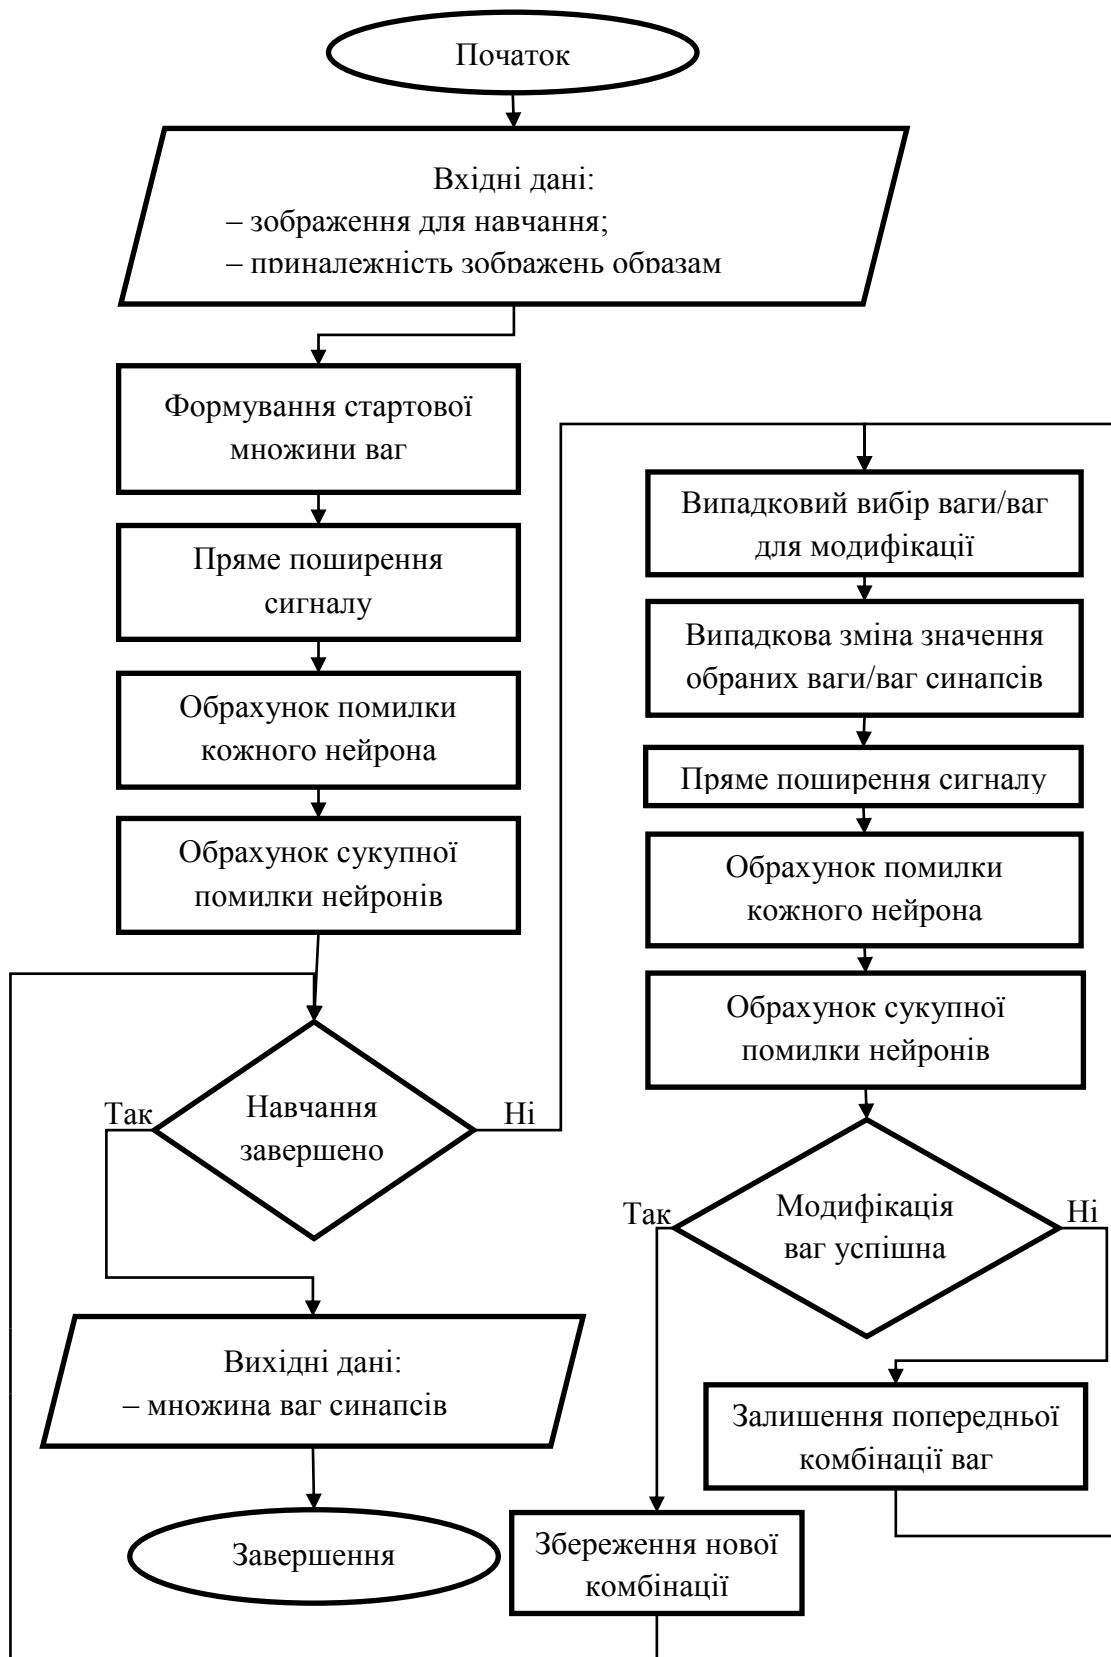 Початок
Вхідні дані:
– зображення для навчання;
– приналежність зображень образам
Формування стартової
множини ваг
Пряме поширення
сигналу
Обрахунок помилки
кожного нейрона
Обрахунок сукупної
помилки нейронів
Навчання
завершено
Так
Ні
Вихідні дані:
– множина ваг синапсів
Завершення
Випадковий вибір ваги/ваг
для модифікації
Випадкова зміна значення
обраних ваги/ваг синапсів
Пряме поширення сигналу
Обрахунок помилки
кожного нейрона
Обрахунок сукупної
помилки нейронів
Модифікація
ваг успішна
Так
Ні
Залишення попередньої
комбінації ваг
Збереження нової
комбінації